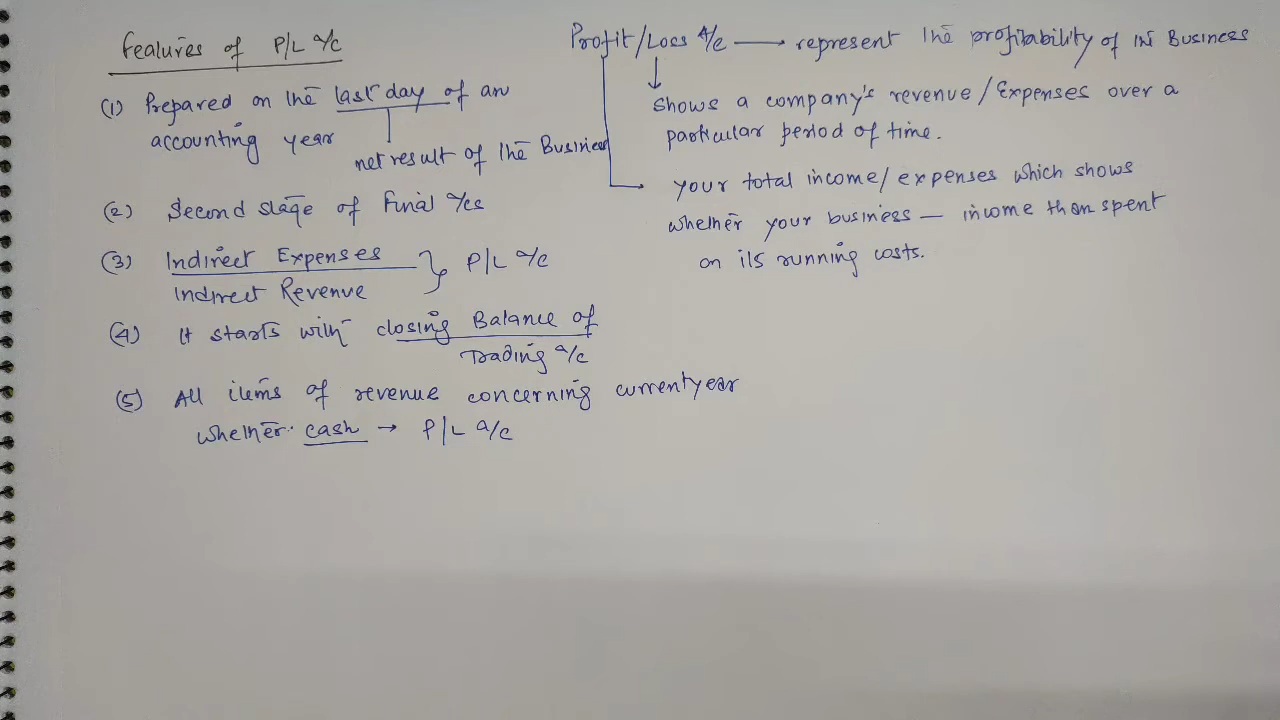 Features of P/L a/c
(1) Prepared on the last day of an
accounting year
net result of the Business
(2) Second stage of Final A/cs
(3) Indirect Expenses
Indirect Revenue } P/L a/c
(4) It starts with closing Balance of
Trading a/c
(5) All items of revenue concerning current year
whether cash → P/L a/c
Profit/Loss A/c — represent the profitability of the Business
shows a company's revenue/Expenses over a
particular period of time.
your total income/expenses which shows
whether your business — income than spent
on its running costs.